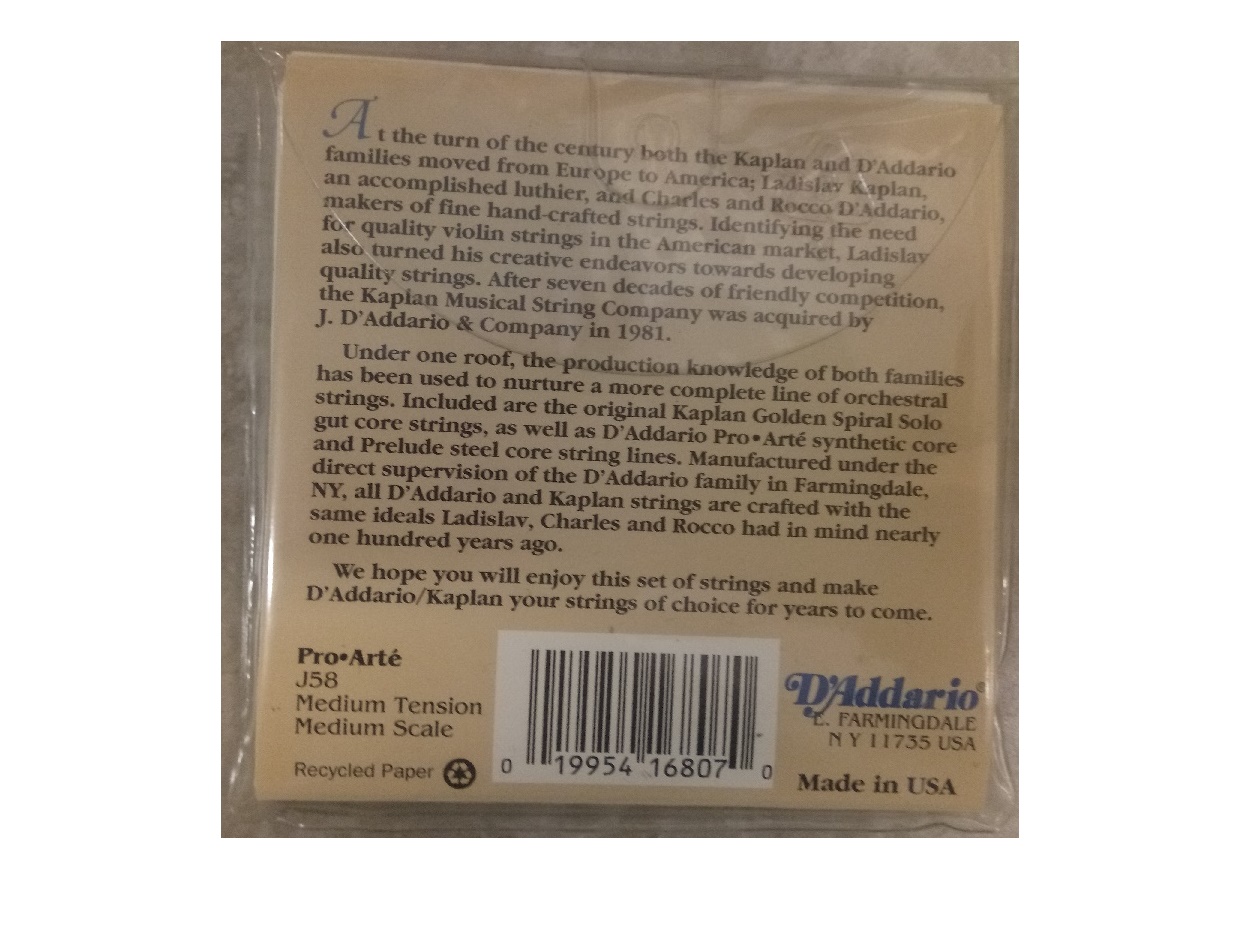 At the turn of the century both the Kaplan and D'Addario
families moved from Europe to America; Ladislav Kaplan,
an accomplished luthier, and Charles and Rocco D'Addario,
makers of fine hand-crafted strings. Identifying the need
for quality violin strings in the American market, Ladislav
also turned his creative endeavors towards developing
quality strings. After seven decades of friendly competition,
the Kaplan Musical String Company was acquired by
J. D'Addario & Company in 1981.
Under one roof, the production knowledge of both families
has been used to nurture a more complete line of orchestral
strings. Included are the original Kaplan Golden Spiral Solo
gut core strings, as well as D'Addario Pro•Arté synthetic core
and Prelude steel core string lines. Manufactured under the
direct supervision of the D'Addario family in Farmingdale,
NY, all D'Addario and Kaplan strings are crafted with the
same ideals Ladislav, Charles and Rocco had in mind nearly
one hundred years ago.
We hope you will enjoy this set of strings and make
D'Addario/Kaplan your strings of choice for years to come.
Pro•Arté
J58
Medium Tension
Medium Scale
Recycled Paper
0 19954 16807 0
D'Addario®
E. FARMINGDALE
N Y 11735 USA
Made in USA